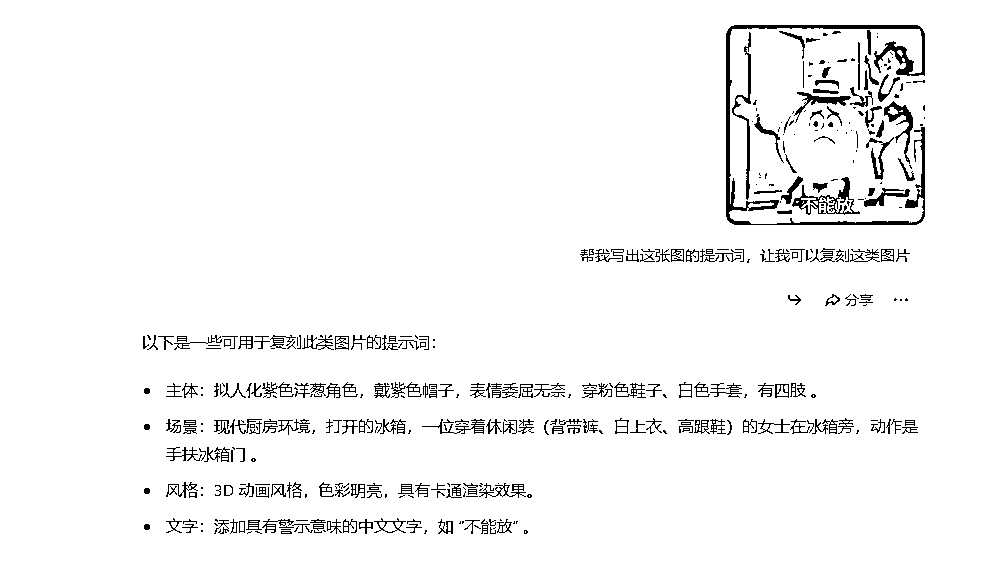 不能放
帮我写出这张图的提示词，让我可以复刻这类图片
分享
以下是一些可用于复刻此类图片的提示词：
• 主体：拟人化紫色洋葱角色，戴紫色帽子，表情委屈无奈，穿粉色鞋子、白色手套，有四肢 。
• 场景：现代厨房环境，打开的冰箱，一位穿着休闲装（背带裤、白上衣、高跟鞋）的女士在冰箱旁，动作是
手扶冰箱门 。
• 风格：3D 动画风格，色彩明亮，具有卡通渲染效果。
• 文字：添加具有警示意味的中文文字，如 “不能放” 。